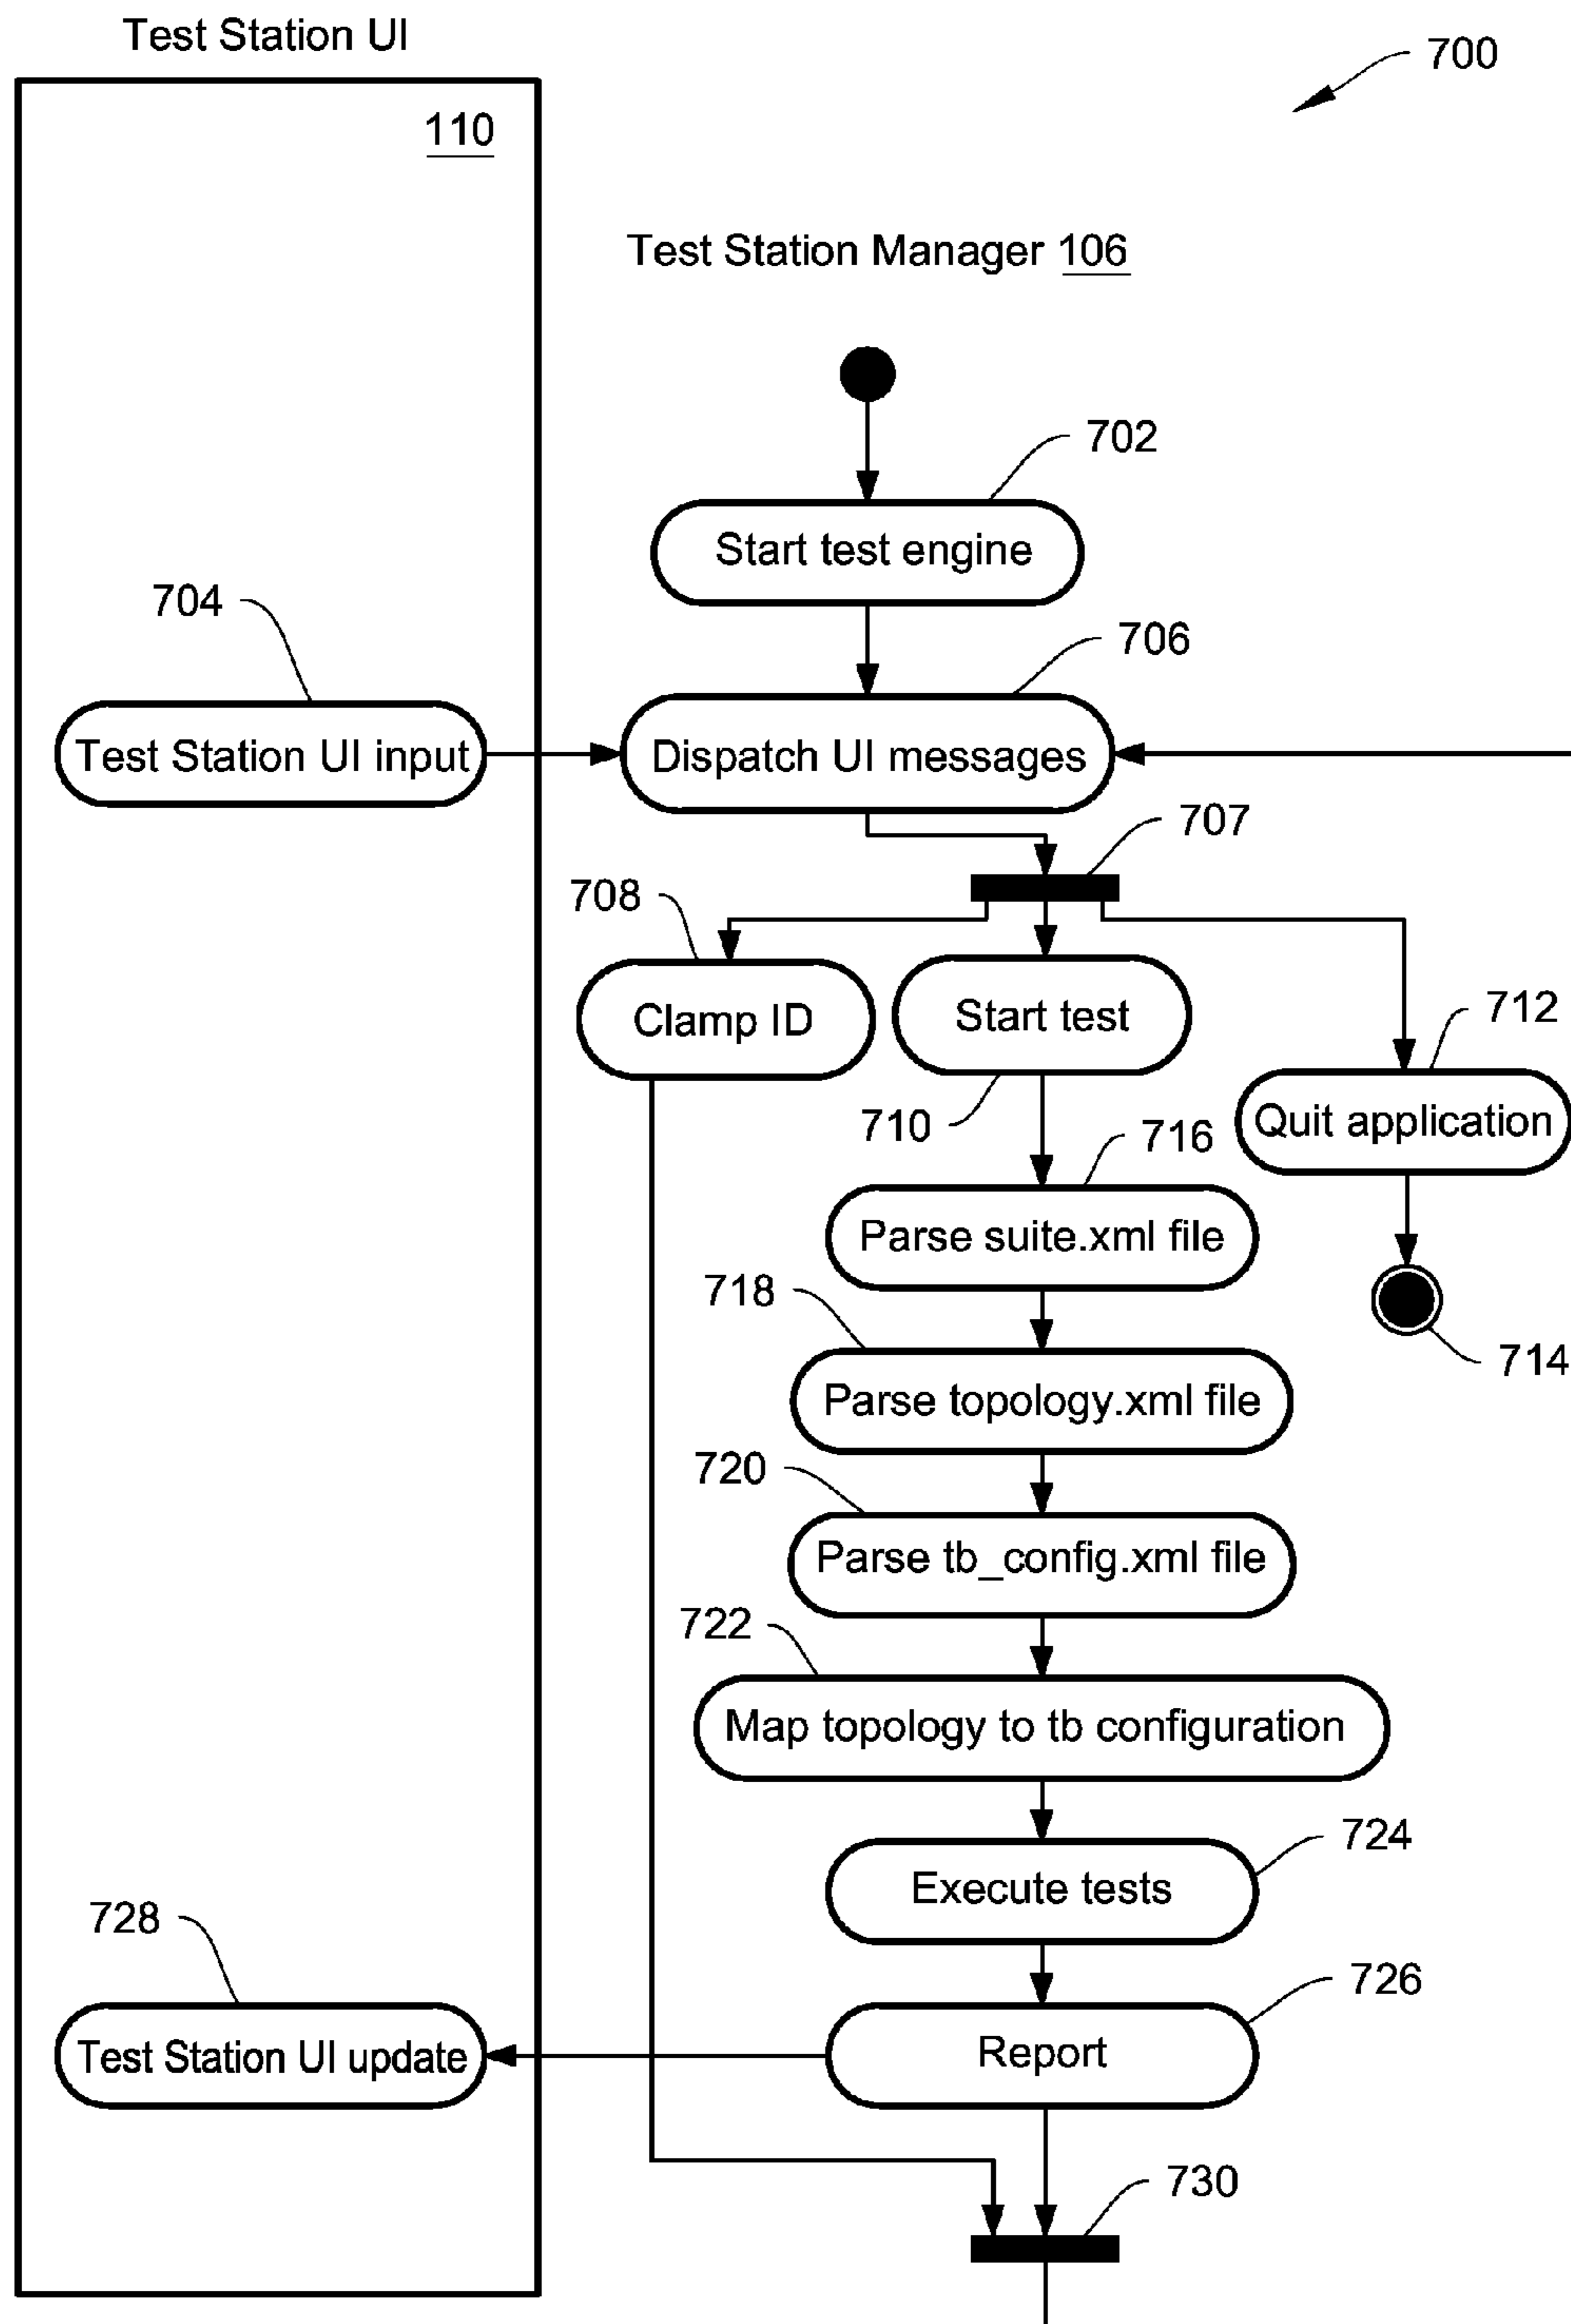 Test Station UI
700
110
Test Station Manager 106
702
Start test engine
704
706
Test Station UI input
Dispatch UI messages
707
708
Clamp ID
Start test
712
710
Quit application
716
Parse suite.xml file
718
714
Parse topology.xml file
720
Parse tb_config.xml file
722
Map topology to tb configuration
724
Execute tests
728
726
Test Station UI update
Report
730